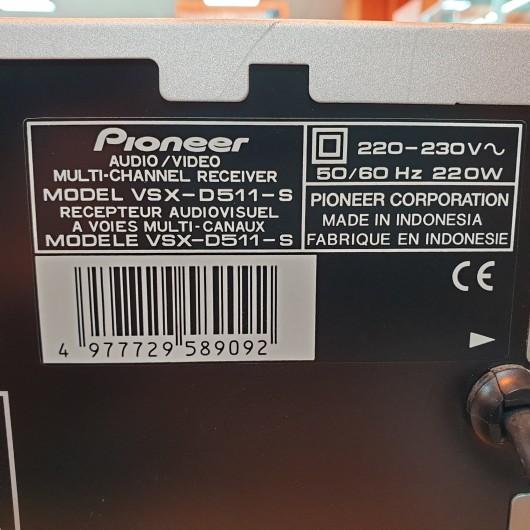 Pioneer
AUDIO/VIDEO
MULTI-CHANNEL RECEIVER
MODEL VSX-D511-S
RECEPTEUR AUDIOVISUEL
A VOIES MULTI-CANAUX
MODELE VSX-D511-S
220-230V~
50/60 Hz 220W
PIONEER CORPORATION
MADE IN INDONESIA
FABRIQUE EN INDONESIE
CE
4 977729 589092